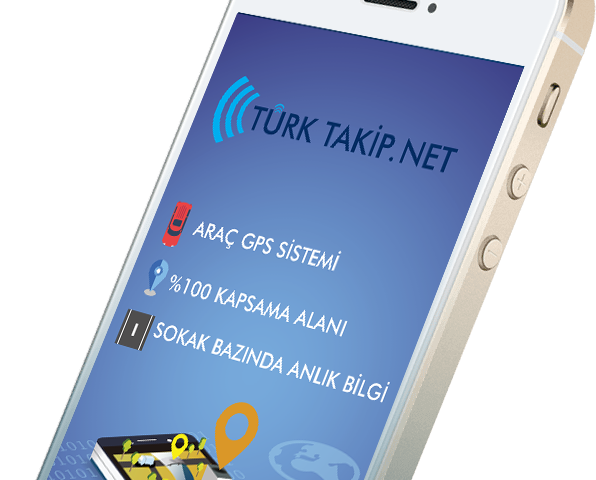 TÜRK TAKİP.NET
ARAÇ GPS SİSTEMİ
%100 KAPSAMA ALANI
SOKAK BAZINDA ANLIK BİLGİ